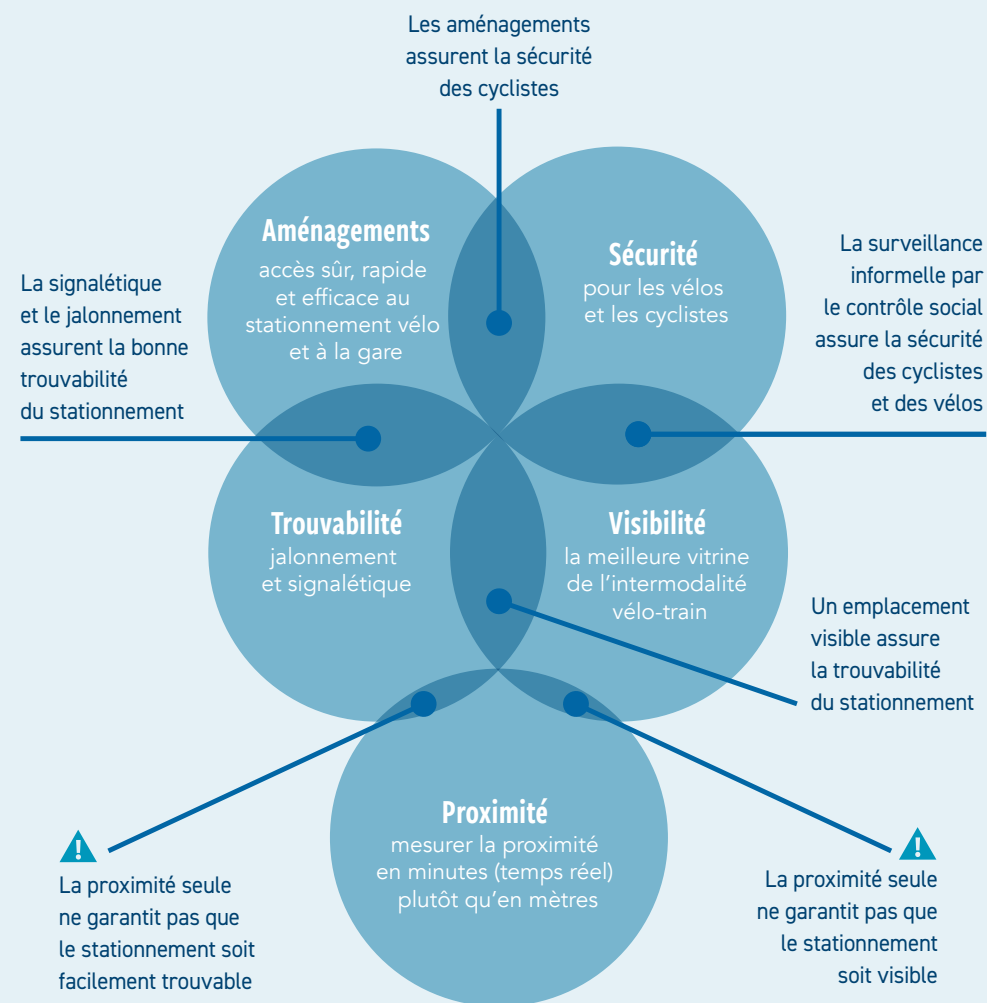 Les aménagements
assurent la sécurité
des cyclistes
Aménagements
accès sûr, rapide
et efficace au
stationnement vélo
et à la gare
Sécurité
pour les vélos
et les cyclistes
La signalétique
et le jalonnement
assurent la bonne
trouvabilité
du stationnement
La surveillance
informelle par
le contrôle social
assure la sécurité
des cyclistes
et des vélos
Trouvabilité
jalonnement
et signalétique
Visibilité
la meilleure vitrine
de l'intermodalité
vélo-train
Un emplacement
visible assure
la trouvabilité
du stationnement
Proximité
mesurer la proximité
en minutes (temps réel)
plutôt qu'en mètres
!
La proximité seule
ne garantit pas que
le stationnement soit
facilement trouvable
!
La proximité seule
ne garantit pas que
le stationnement
soit visible